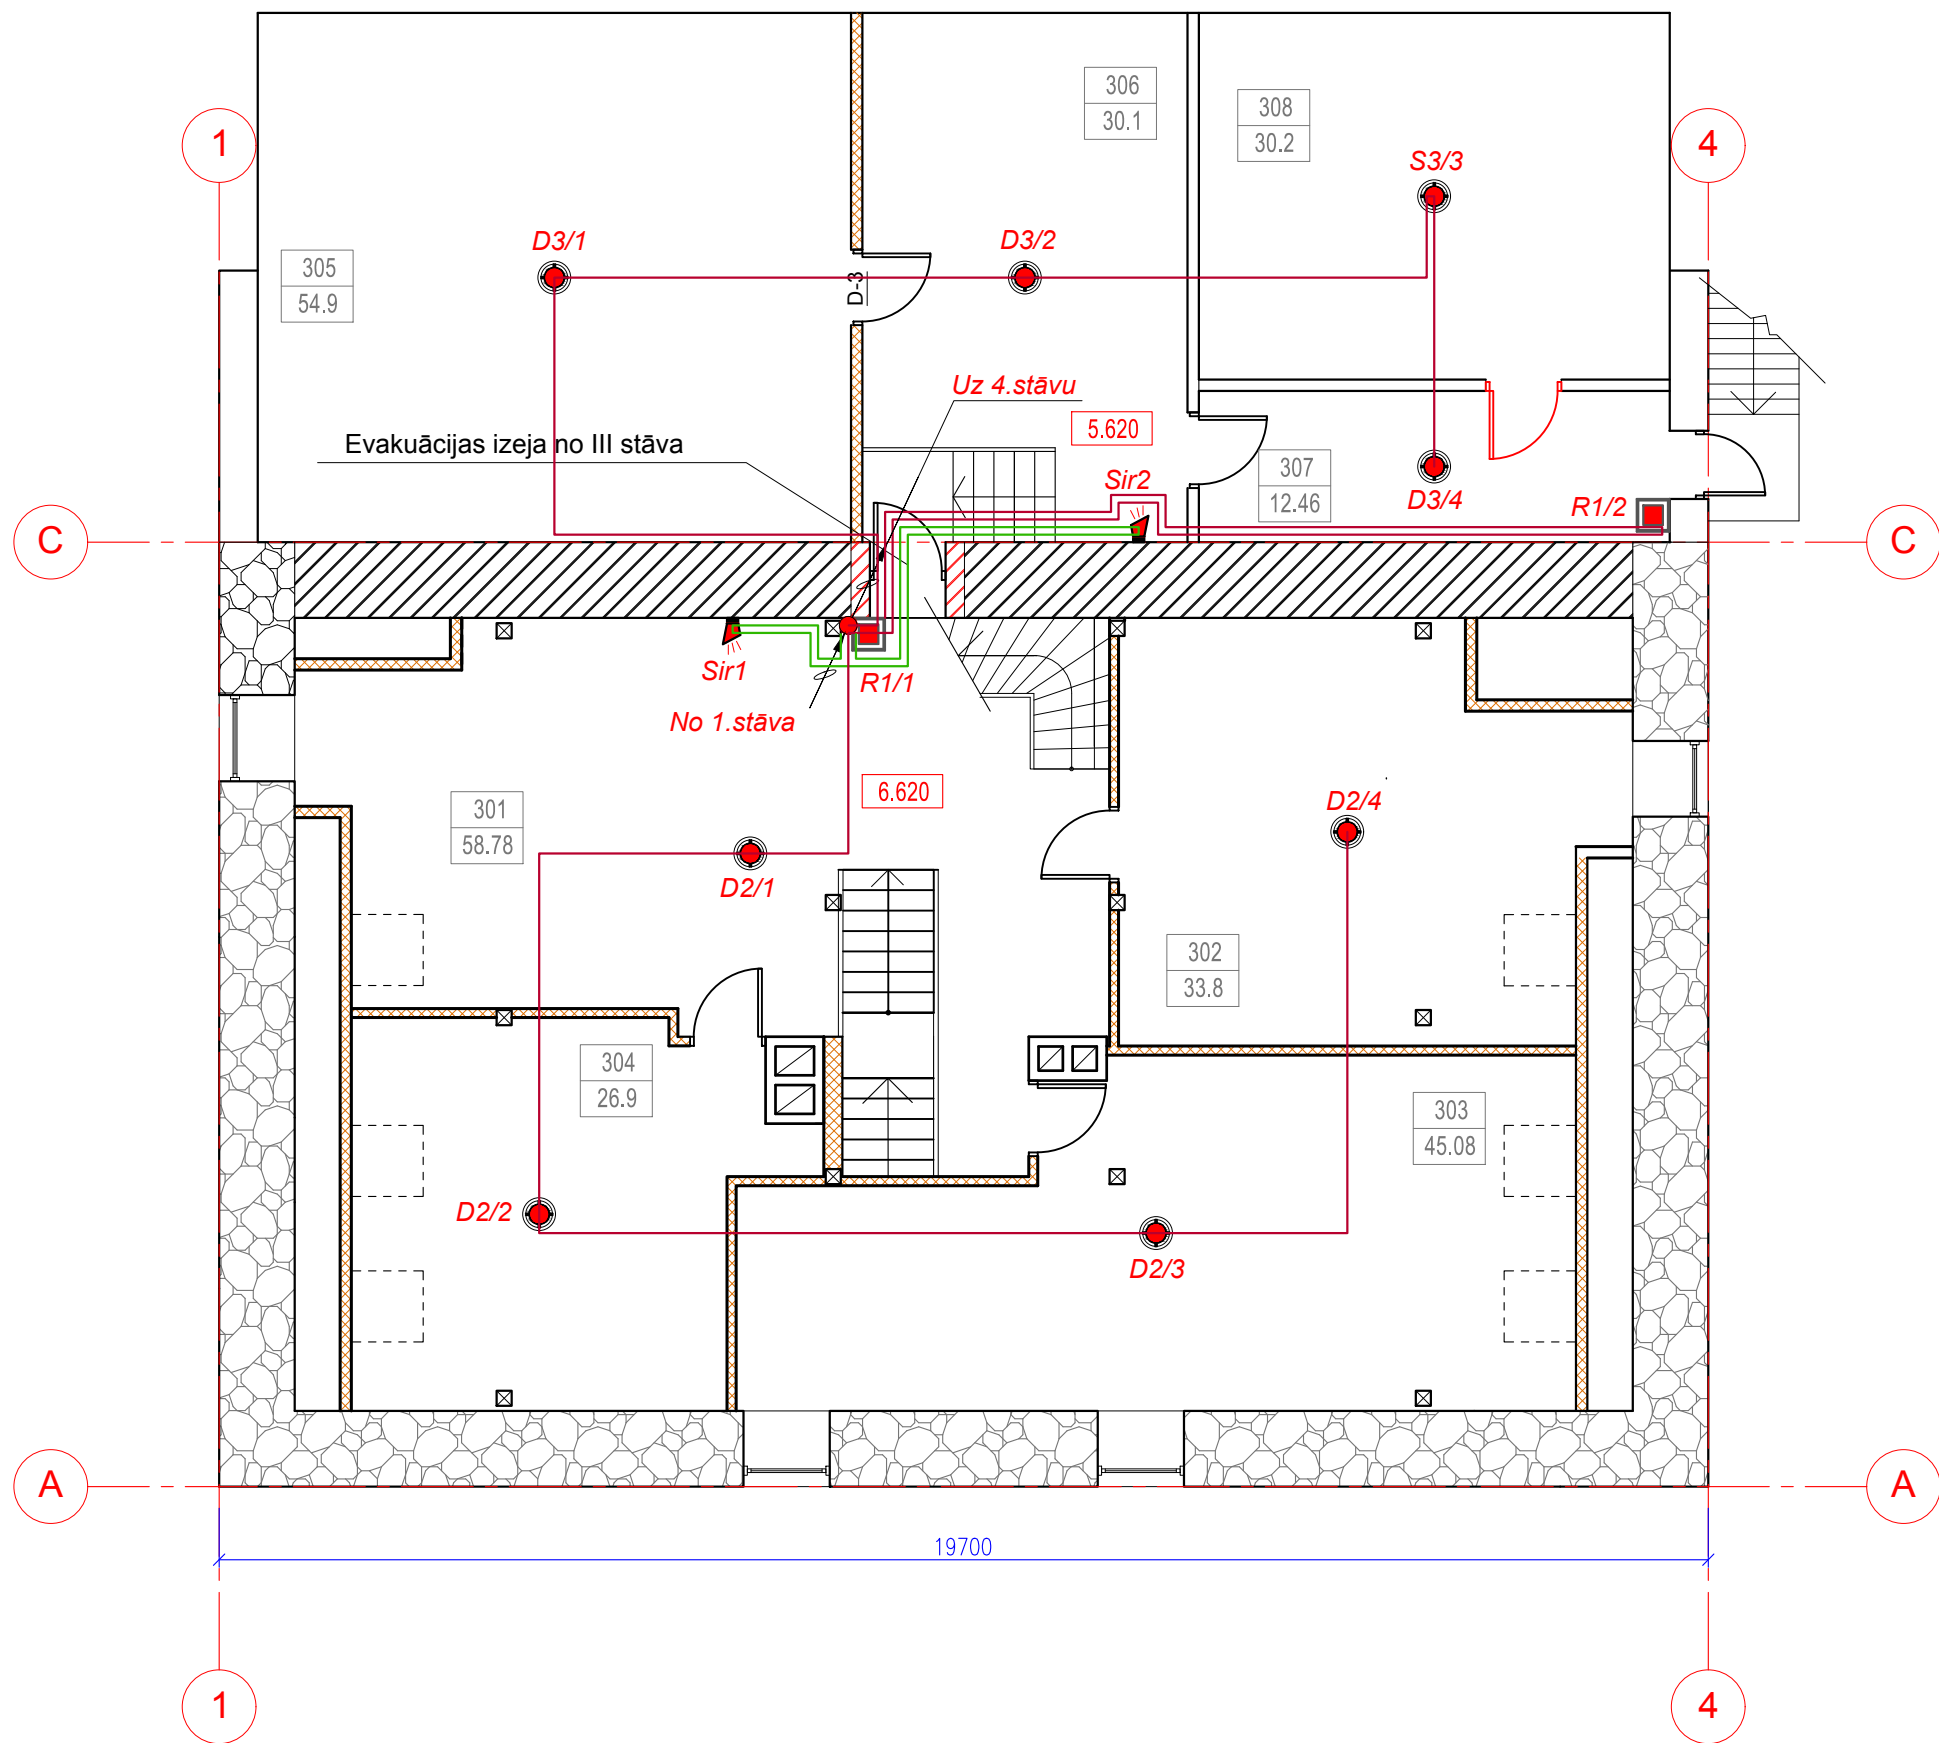 306
30.1
308
30.2
1
4
S3/3
D3/1
D3/2
305
54.9
D-3
Uz 4.stāvu
5.620
Evakuācijas izeja no III stāva
Sir2
307
12.46
D3/4
R1/2
C
C
Sir1
R1/1
No 1.stāva
6.620
301
58.78
D2/4
D2/1
302
33.8
304
26.9
303
45.08
D2/2
D2/3
A
A
19700
1
4